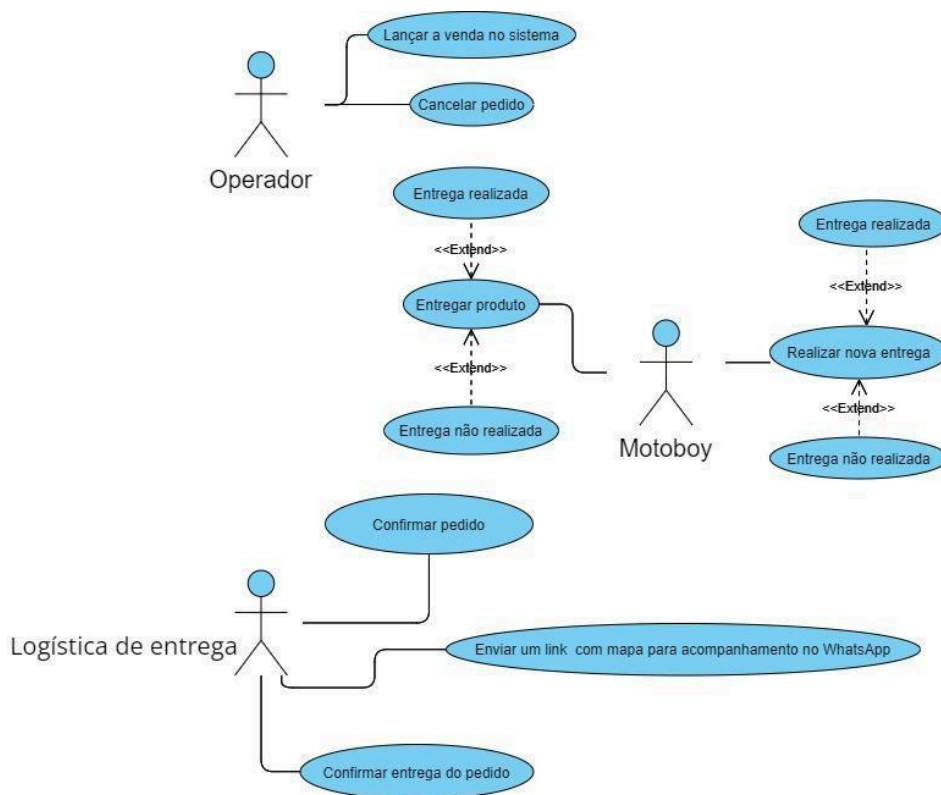 Lançar a venda no sistema
Cancelar pedido
Operador
Entrega realizada
<<Extend>>
Entregar produto
<<Extend>>
Entrega não realizada
Entrega realizada
<<Extend>>
Realizar nova entrega
<<Extend>>
Entrega não realizada
Motoboy
Confirmar pedido
Logística de entrega
Enviar um link com mapa para acompanhamento no WhatsApp
Confirmar entrega do pedido